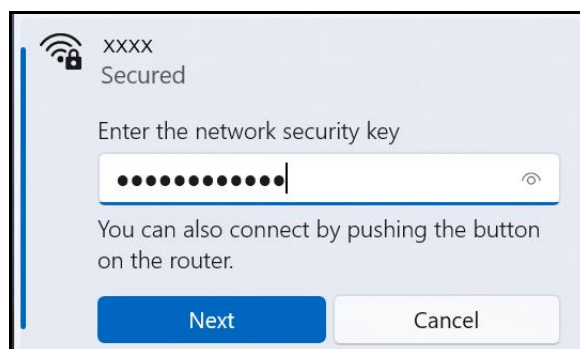 xxxx
Secured
Enter the network security key
●●●●●●●●●●●●
You can also connect by pushing the button
on the router.
Next Cancel